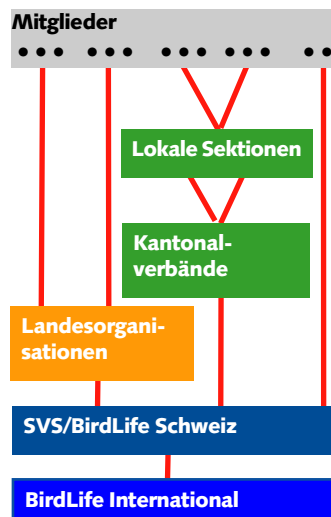 Mitglieder
Lokale Sektionen
Kantonal-
verbände
Landesorgani-
sationen
SVS/BirdLife Schweiz
BirdLife International